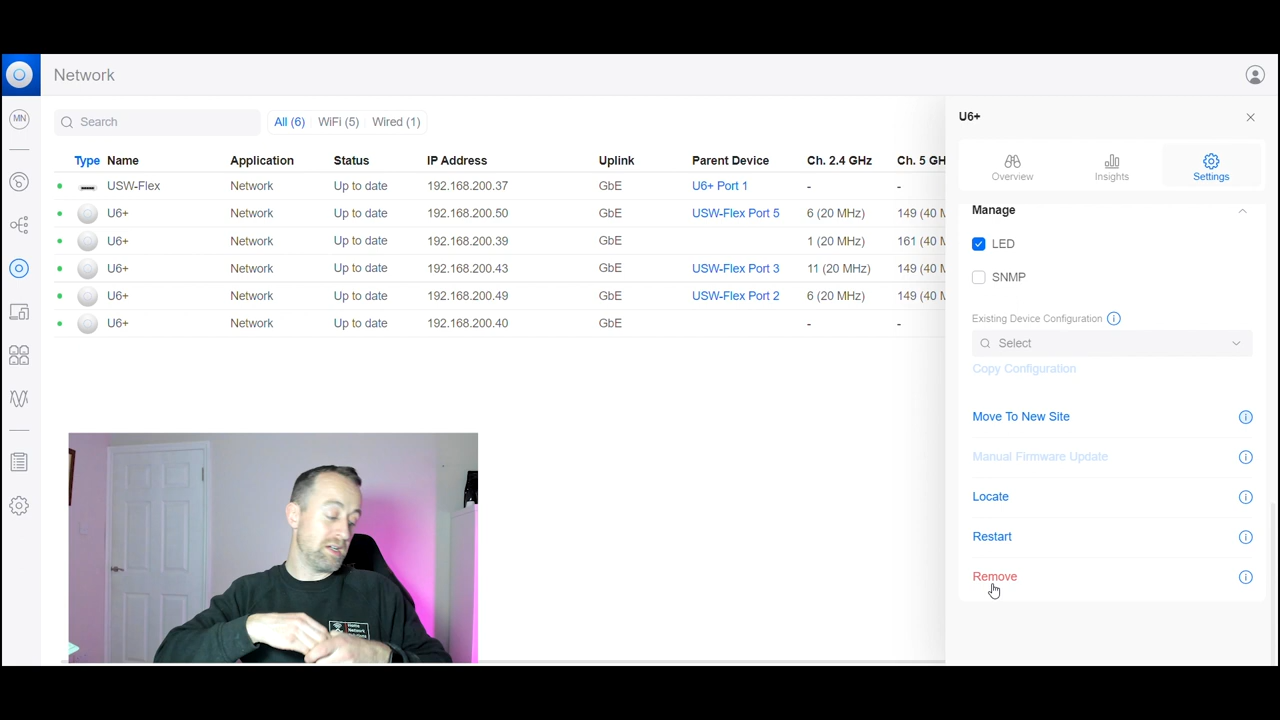 Network
MN
Search
All (6) WiFi (5) Wired (1)
Type Name Application Status IP Address Uplink Parent Device Ch. 2.4 GHz Ch. 5 GH
USW-Flex Network Up to date 192.168.200.37 GbE U6+ Port 1 - -
U6+ Network Up to date 192.168.200.50 GbE USW-Flex Port 5 6 (20 MHz) 149 (40 M
U6+ Network Up to date 192.168.200.39 GbE 1 (20 MHz) 161 (40 M
U6+ Network Up to date 192.168.200.43 GbE USW-Flex Port 3 11 (20 MHz) 149 (40 M
U6+ Network Up to date 192.168.200.49 GbE USW-Flex Port 2 6 (20 MHz) 149 (40 M
U6+ Network Up to date 192.168.200.40 GbE - -
U6+
Overview Insights Settings
Manage
LED
SNMP
Existing Device Configuration
Select
Copy Configuration
Move To New Site
Manual Firmware Update
Locate
Restart
Remove
Home
Network
Solutions